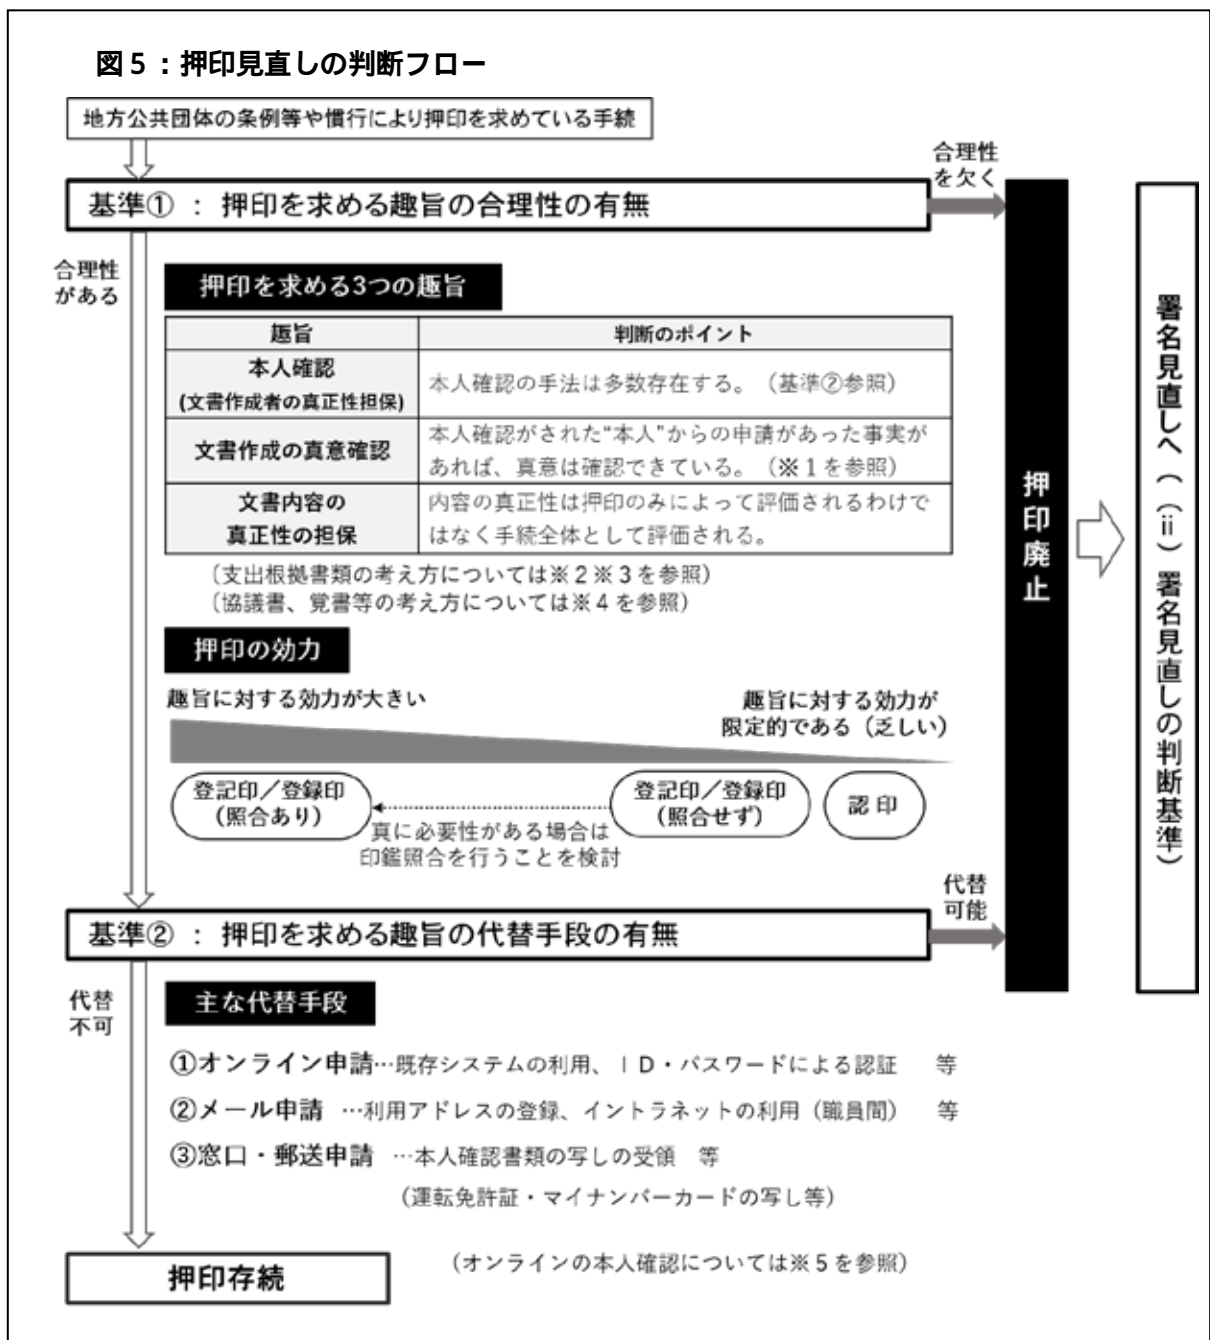 図５：押印見直しの判断フロー
地方公共団体の条例等や慣行により押印を求めている手続
合理性
を欠く
基準① ： 押印を求める趣旨の合理性の有無
合理性
がある
押印を求める3つの趣旨
趣旨
判断のポイント
本人確認
(文書作成者の真正性担保)
本人確認の手法は多数存在する。（基準②参照）
文書作成の真意確認
本人確認がされた“本人”からの申請があった事実が
あれば、真意は確認できている。（※１を参照）
文書内容の
真正性の担保
内容の真正性は押印のみによって評価されるわけで
はなく手続全体として評価される。
（支出根拠書類の考え方については※２※３を参照）
（協議書、覚書等の考え方については※４を参照）
押印の効力
趣旨に対する効力が大きい
趣旨に対する効力が
限定的である（乏しい）
登記印／登録印
（照合あり）
登記印／登録印
（照合せず）
認印
真に必要性がある場合は
印鑑照合を行うことを検討
代替
可能
基準② ： 押印を求める趣旨の代替手段の有無
代替
不可
主な代替手段
①オンライン申請…既存システムの利用、ＩＤ・パスワードによる認証　等
②メール申請　…利用アドレスの登録、イントラネットの利用（職員間）　等
③窓口・郵送申請　…本人確認書類の写しの受領　等
（運転免許証・マイナンバーカードの写し等）
（オンラインの本人確認については※５を参照）
押印存続
押印廃止
署名見直しへ（（ⅱ）署名見直しの判断基準）